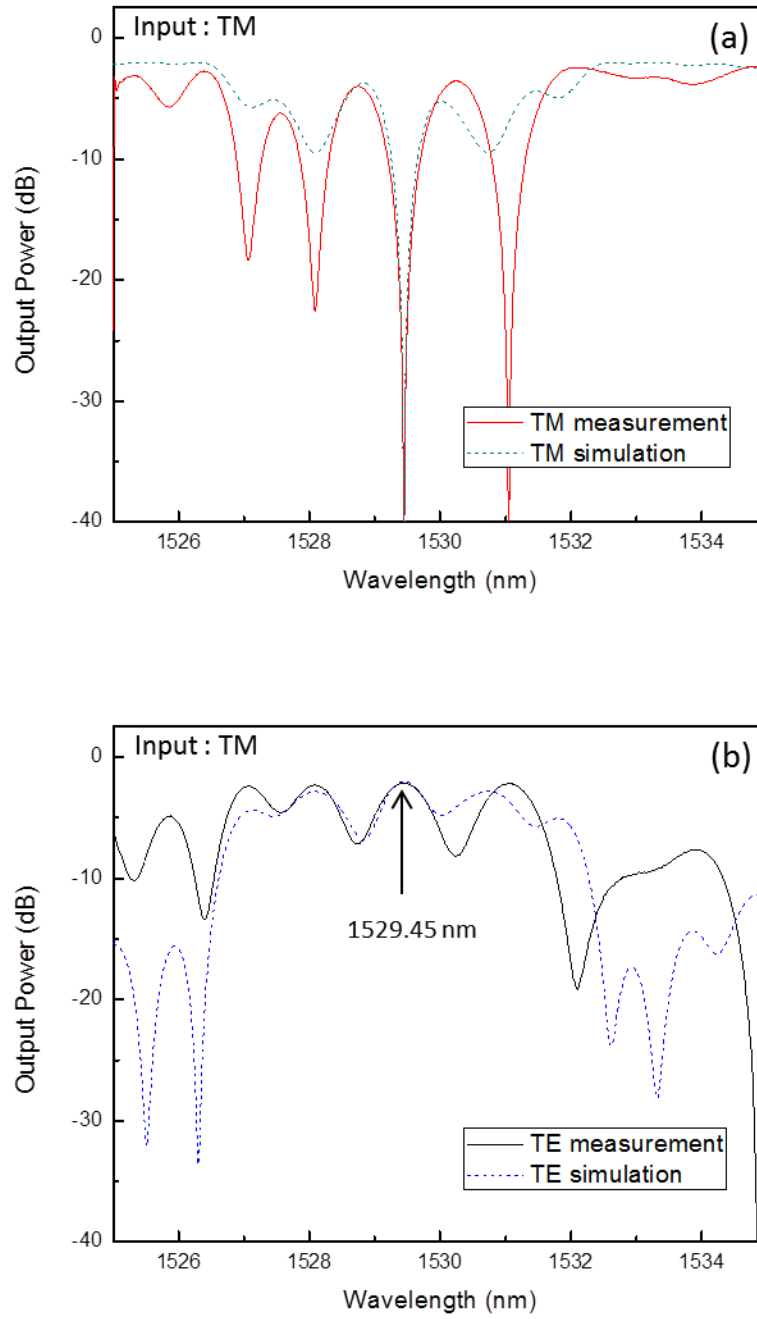 Input : TM
(a)
0
-10
-20
-30
-40
Output Power (dB)
TM measurement
TM simulation
1526 1528 1530 1532 1534
Wavelength (nm)
Input : TM
(b)
0
-10
-20
-30
-40
Output Power (dB)
1529.45 nm
TE measurement
TE simulation
1526 1528 1530 1532 1534
Wavelength (nm)